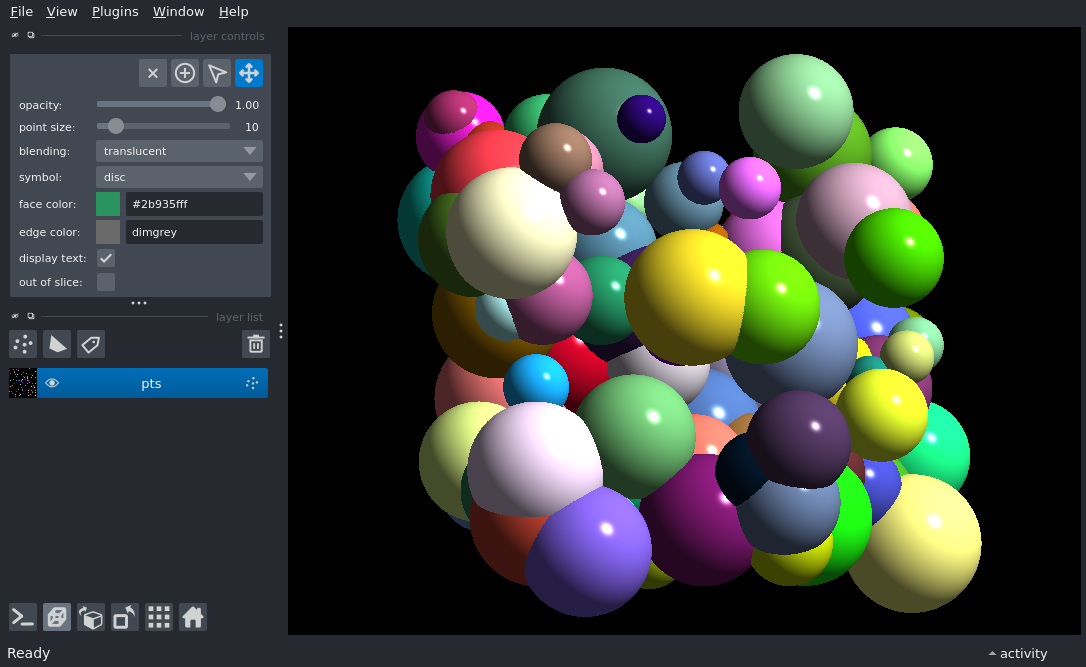 File View Plugins Window Help
layer controls
opacity: 1.00
point size: 10
blending: translucent
symbol: disc
face color: #2b935fff
edge color: dimgrey
display text:
out of slice:
layer list
pts
Ready
activity